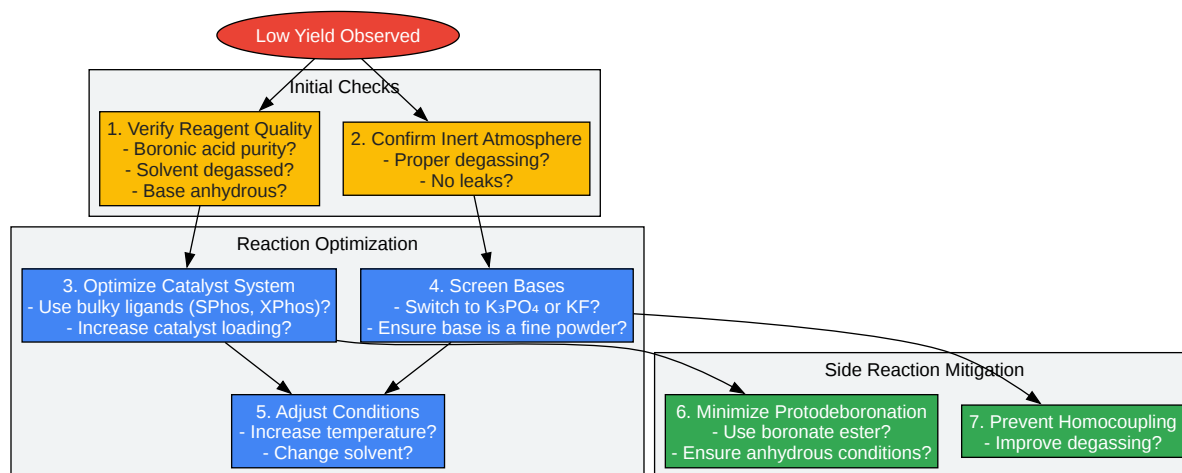 Low Yield Observed
Initial Checks
1. Verify Reagent Quality
- Boronic acid purity?
- Solvent degassed?
- Base anhydrous?
2. Confirm Inert Atmosphere
- Proper degassing?
- No leaks?
Reaction Optimization
3. Optimize Catalyst System
- Use bulky ligands (SPhos, XPhos)?
- Increase catalyst loading?
4. Screen Bases
- Switch to K₃PO₄ or KF?
- Ensure base is a fine powder?
5. Adjust Conditions
- Increase temperature?
- Change solvent?
Side Reaction Mitigation
6. Minimize Protodeboronation
- Use boronate ester?
- Ensure anhydrous conditions?
7. Prevent Homocoupling
- Improve degassing?